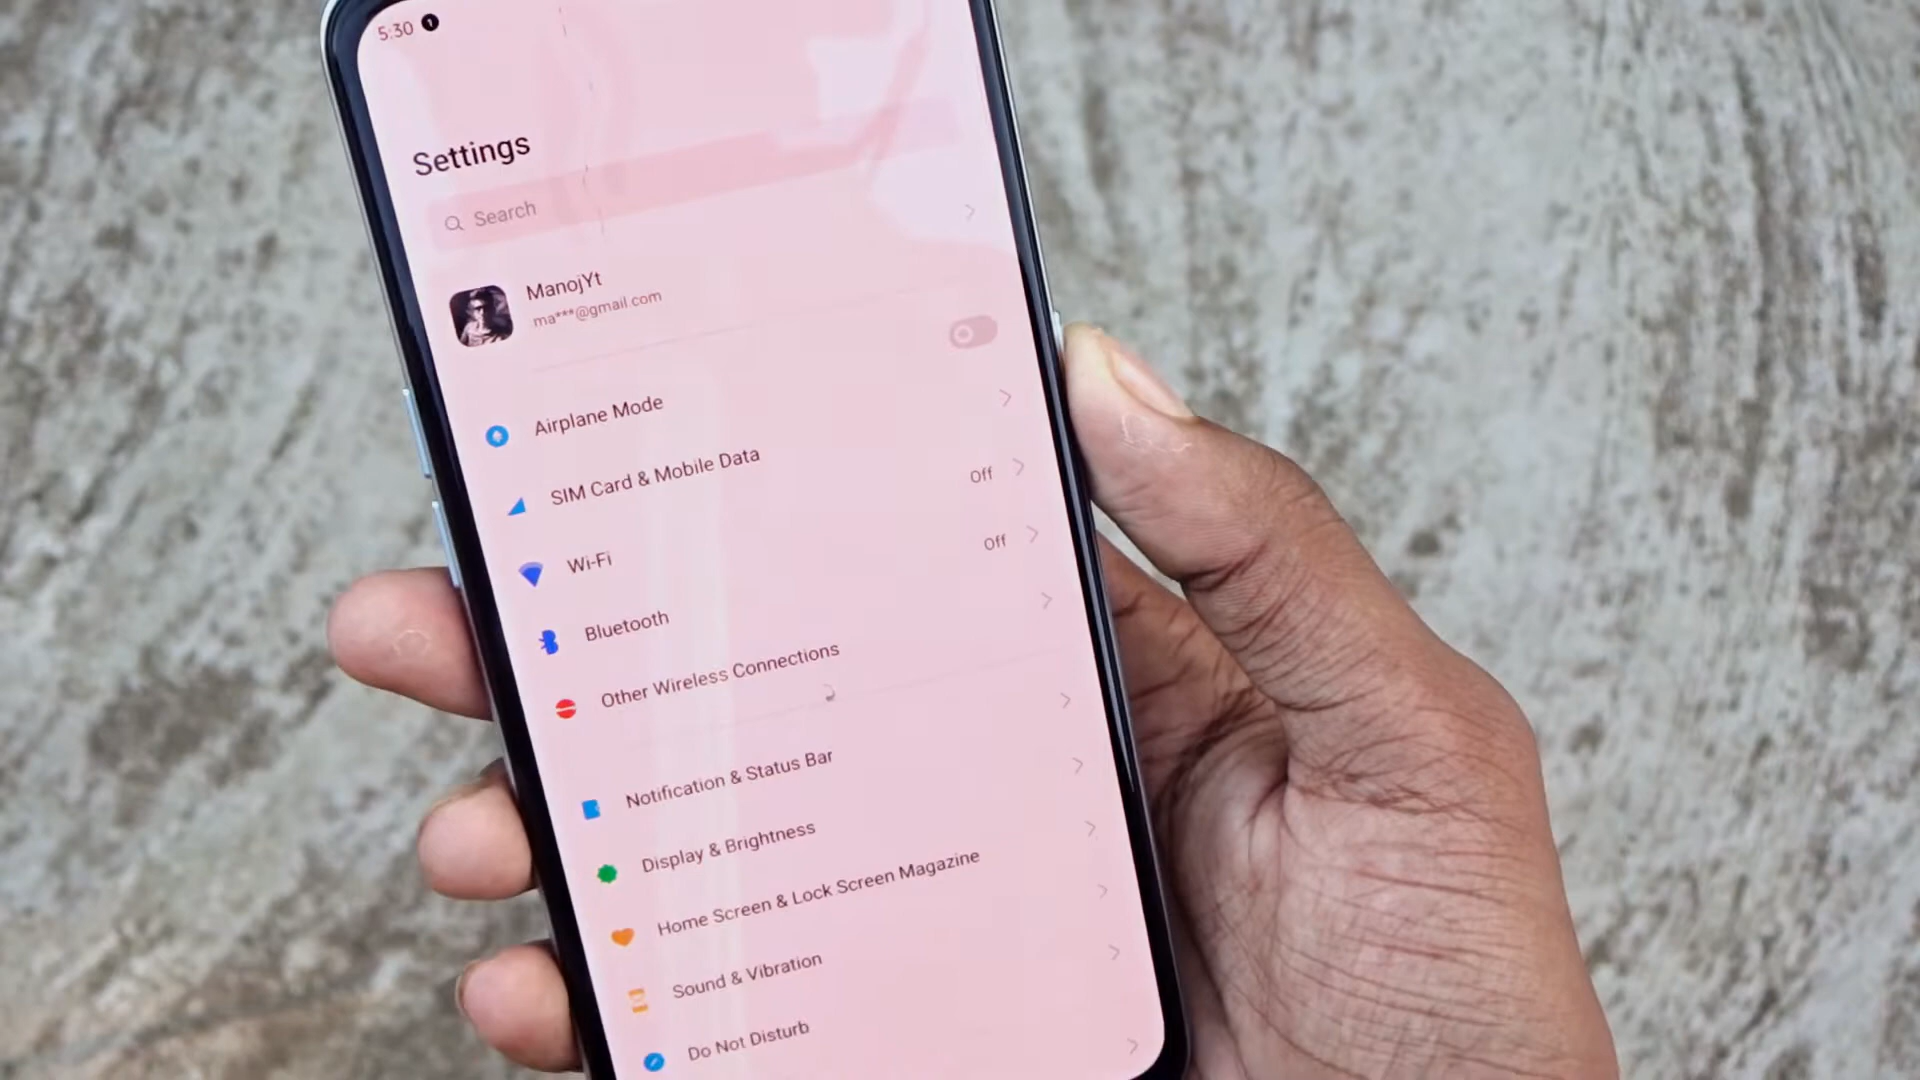 5:30 1
Settings
Search
ManojYt
ma***@gmail.com
Airplane Mode
SIM Card & Mobile Data
Wi-Fi Off
Bluetooth Off
Other Wireless Connections
Notification & Status Bar
Display & Brightness
Home Screen & Lock Screen Magazine
Sound & Vibration
Do Not Disturb